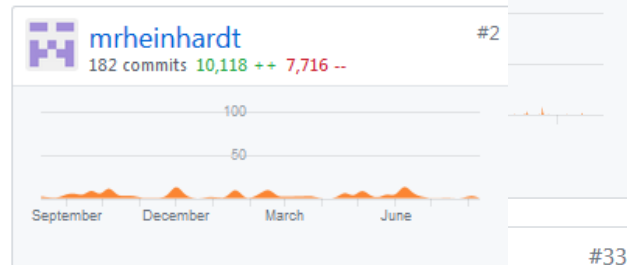 mrheinhardt #2
182 commits 10,118 ++ 7,716 --
100
50
September December March June
#33